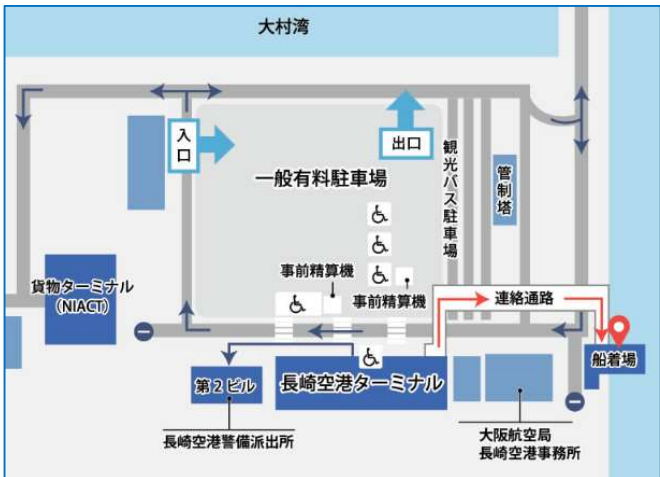 大村湾
入口
出口
一般有料駐車場
観光バス駐車場
管制塔
貨物ターミナル
(NIACT)
事前精算機
事前精算機
連絡通路
船着場
第2ビル
長崎空港ターミナル
長崎空港警備派出所
大阪航空局
長崎空港事務所